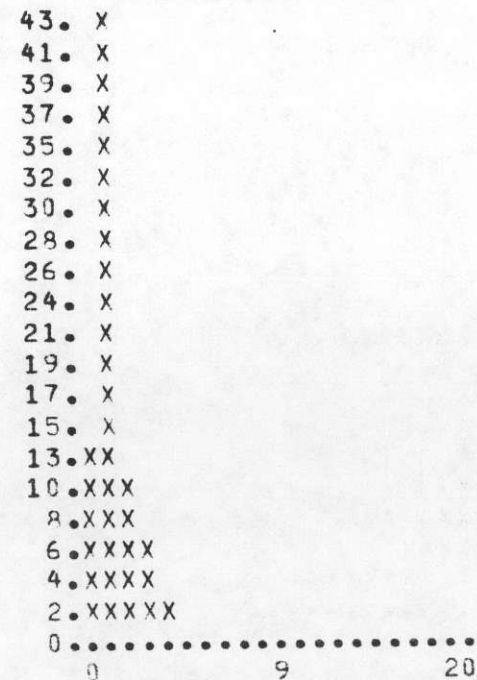 43. X
41. X
39. X
37. X
35. X
32. X
30. X
28. X
26. X
24. X
21. X
19. X
17. X
15. X
13.XX
10.XXX
8.XXX
6.XXXX
4.XXXX
2.XXXXX
0....................
0 9 20